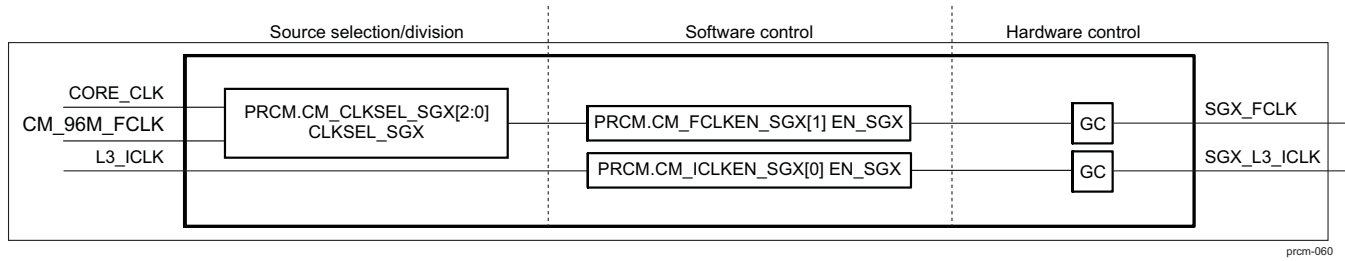 Source selection/division
Software control
Hardware control
CORE_CLK
CM_96M_FCLK
L3_ICLK
PRCM.CM_CLKSEL_SGX[2:0]
CLKSEL_SGX
PRCM.CM_FCLKEN_SGX[1] EN_SGX
GC
SGX_FCLK
PRCM.CM_ICLKEN_SGX[0] EN_SGX
GC
SGX_L3_ICLK
prcm-060